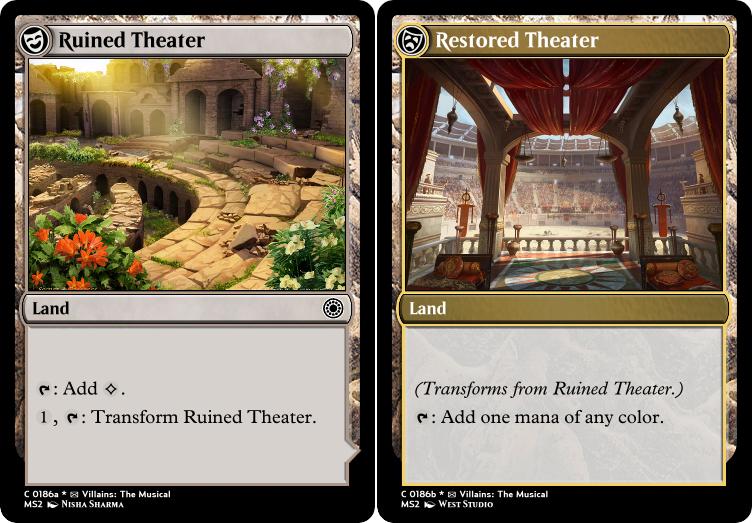 Ruined Theater
Land
: Add .
1 , : Transform Ruined Theater.
C 0186a * Villains: The Musical
MS2 Nisha Sharma
Restored Theater
Land
(Transforms from Ruined Theater.)
: Add one mana of any color.
C 0186b * Villains: The Musical
MS2 West Studio